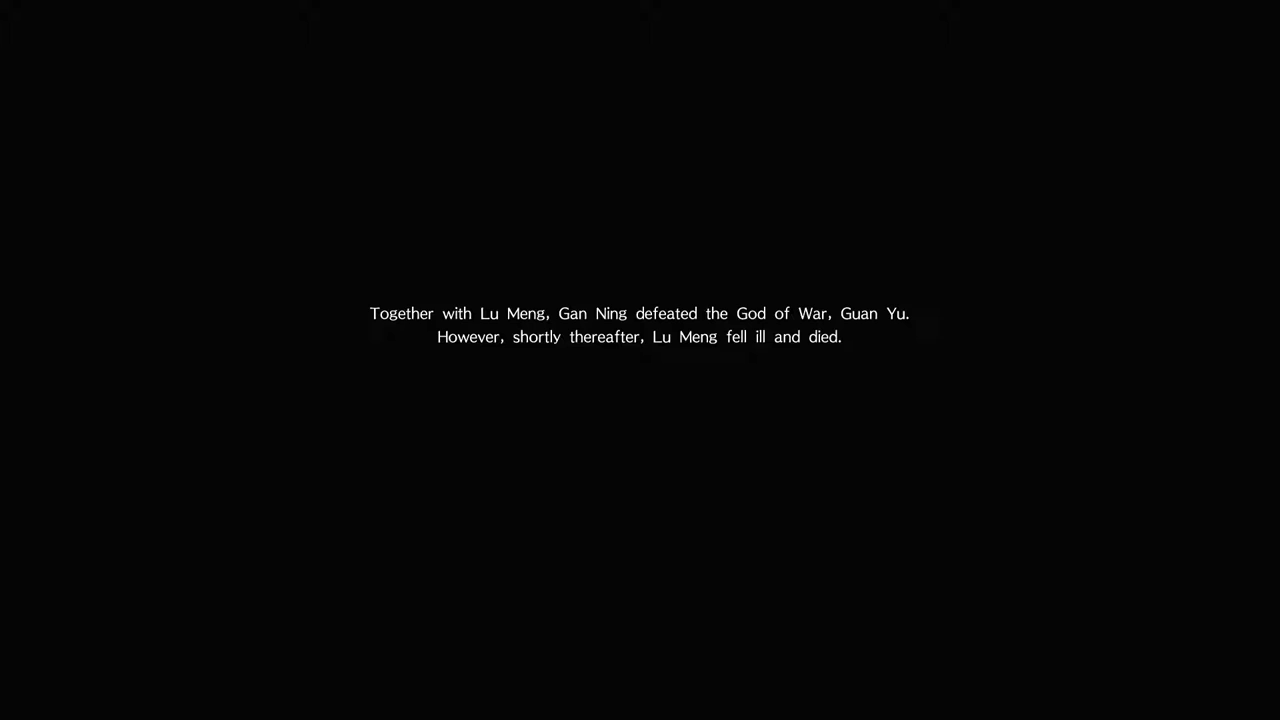 Together with Lu Meng, Gan Ning defeated the God of War, Guan Yu.
However, shortly thereafter, Lu Meng fell ill and died.